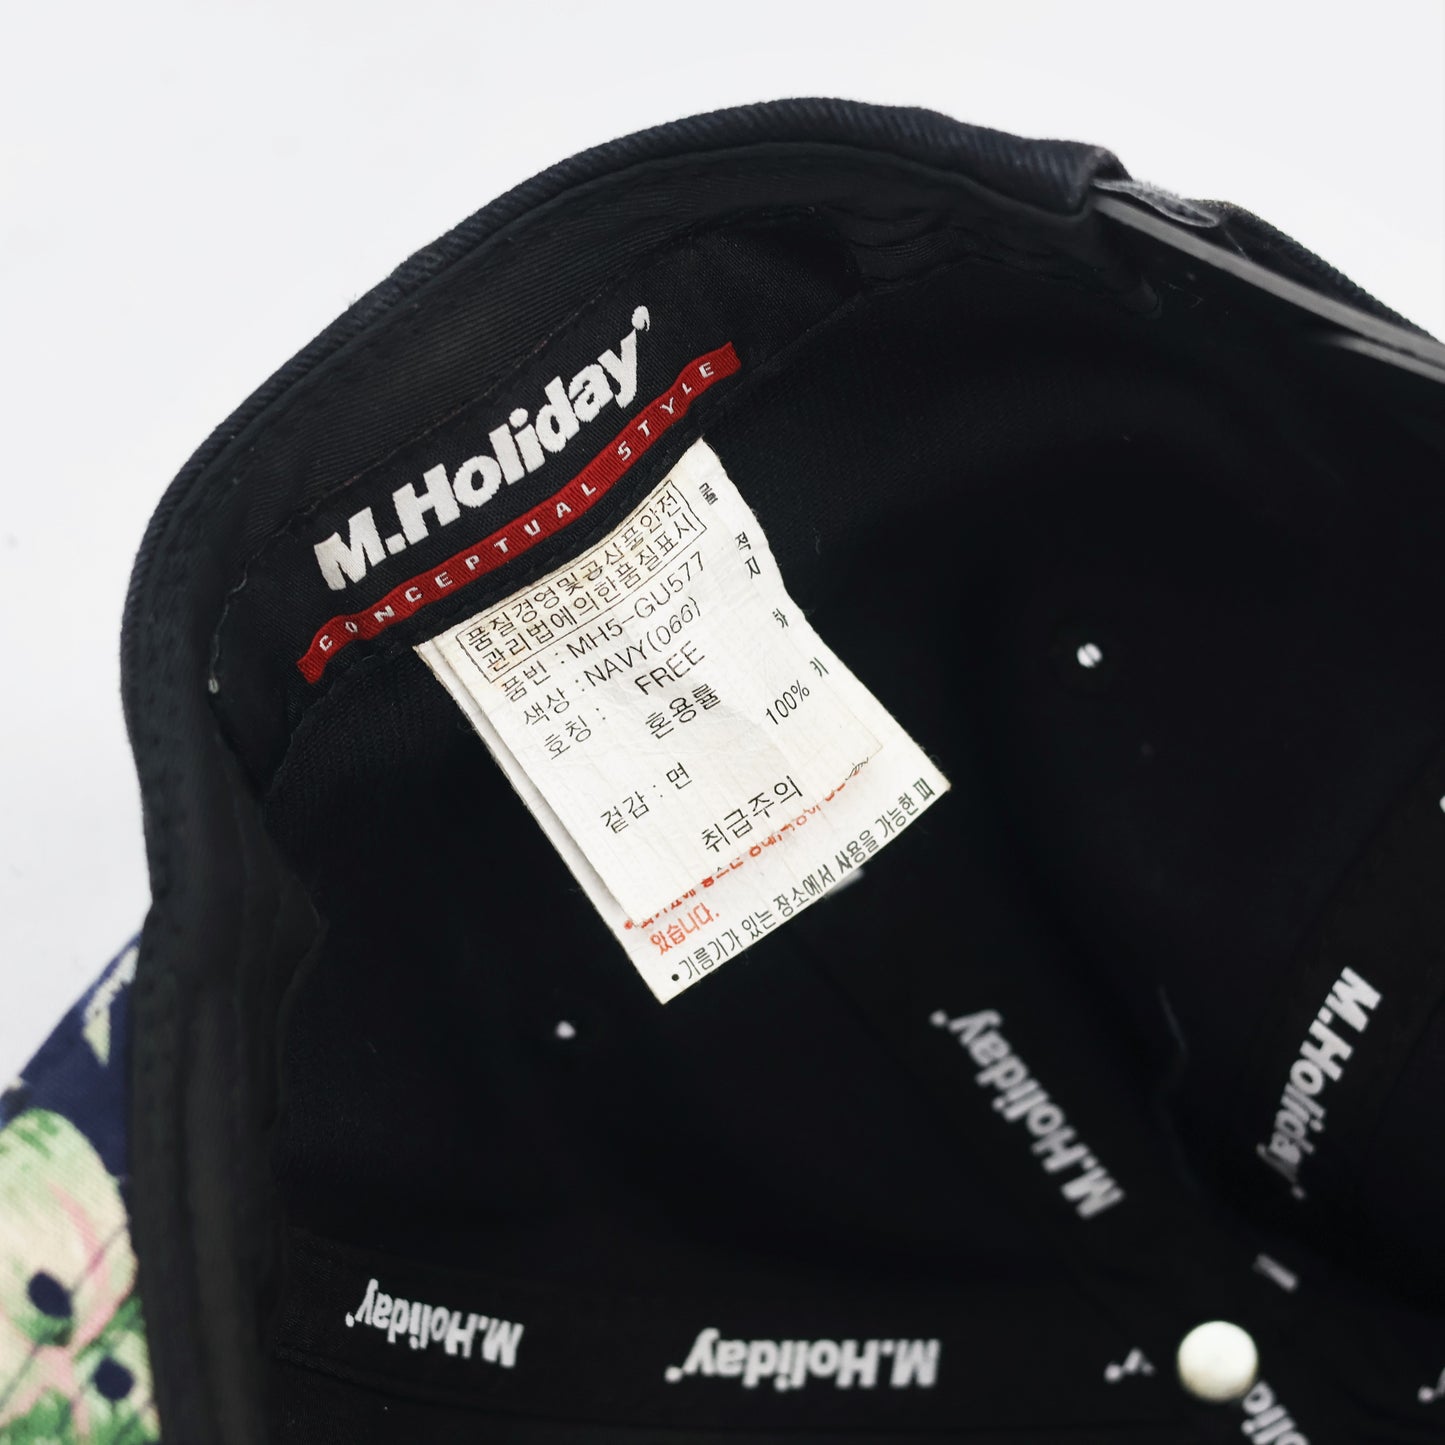 M.Holiday
CONCEPTUAL STYLE
품질경영및공산품안전
관리법에의한품질표시
품번 : MH5-GU577
색상 : NAVY(066)
호칭 : FREE
혼용률
겉감 : 면 100%
취급주의
있습니다.
•기름기가 있는 장소에서 사용을 가능한 피
M.Holiday
M.Holiday
M.Holiday
M.Holiday